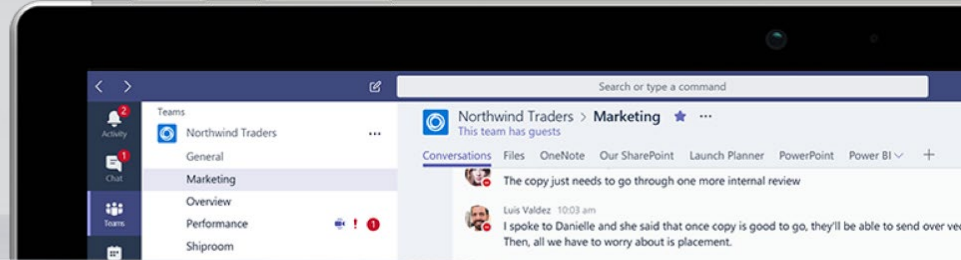 Search or type a command
2
Activity
1
Chat
Teams
Teams
Northwind Traders ...
General
Marketing
Overview
Performance ! 1
Shiproom
Northwind Traders > Marketing ...
This team has guests
Conversations Files OneNote Our SharePoint Launch Planner PowerPoint Power BI +
The copy just needs to go through one more internal review
Luis Valdez 10:03 am
I spoke to Danielle and she said that once copy is good to go, they'll be able to send over
Then, all we have to worry about is placement.